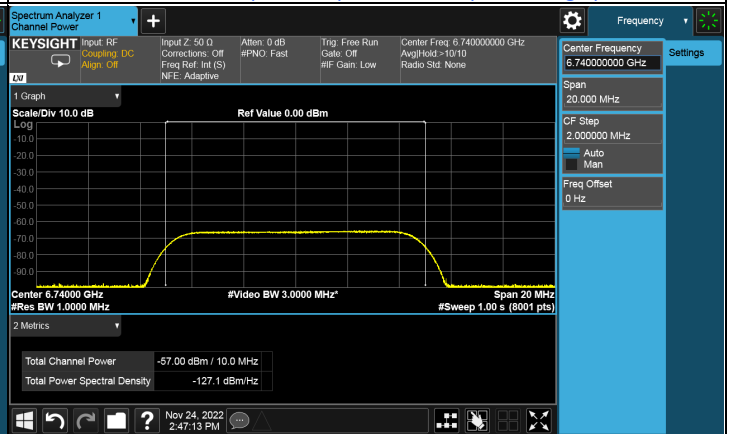 Spectrum Analyzer 1
Channel Power
Frequency
KEYSIGHT
Input: RF
Coupling: DC
Align: Off
Input Z: 50 Ω
Corrections: Off
Freq Ref: Int (S)
NFE: Adaptive
Atten: 0 dB
#PNO: Fast
Trig: Free Run
Gate: Off
#IF Gain: Low
Center Freq: 6.740000000 GHz
Avg|Hold:>10/10
Radio Std: None
LXI
Center Frequency
6.740000000 GHz
Settings
Span
20.000 MHz
CF Step
2.000000 MHz
Auto
Man
Freq Offset
0 Hz
1 Graph
Scale/Div 10.0 dB
Ref Value 0.00 dBm
Log
-10.0
-20.0
-30.0
-40.0
-50.0
-60.0
-70.0
-80.0
-90.0
Center 6.74000 GHz
#Video BW 3.0000 MHz*
Span 20 MHz
#Res BW 1.0000 MHz
#Sweep 1.00 s (8001 pts)
2 Metrics
Total Channel Power
-57.00 dBm / 10.0 MHz
Total Power Spectral Density
-127.1 dBm/Hz
?
Nov 24, 2022
2:47:13 PM